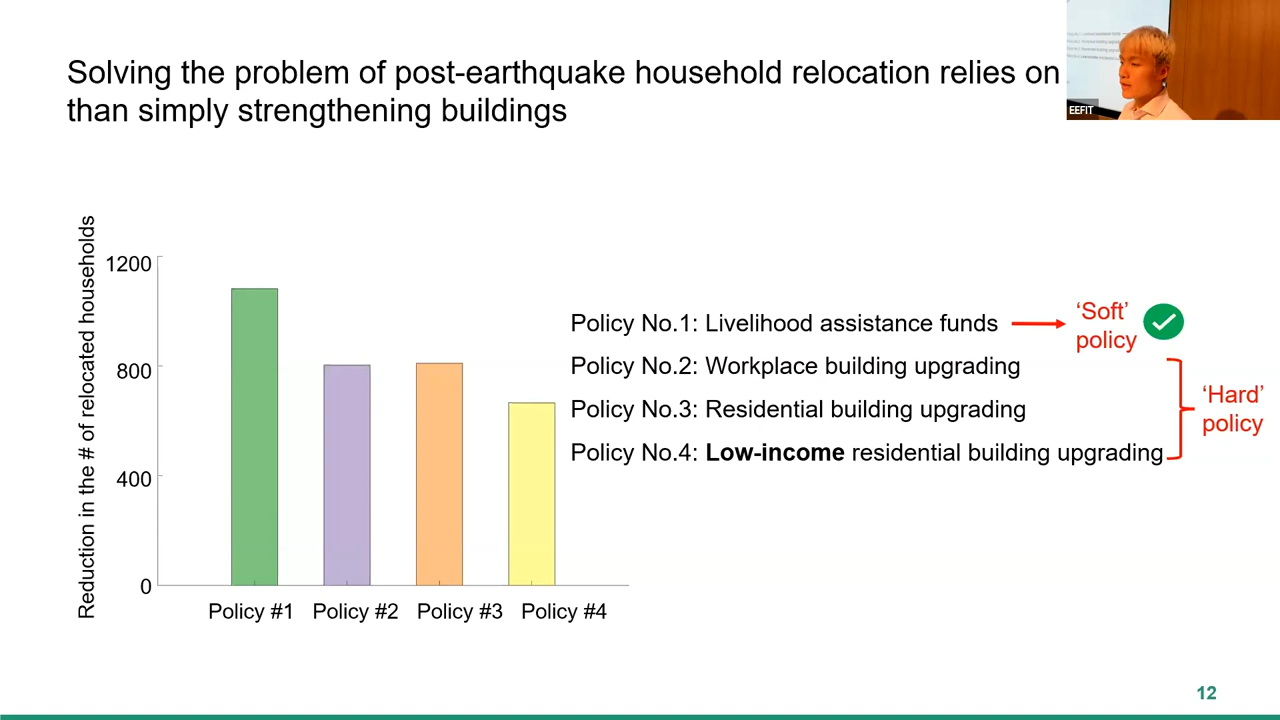 Solving the problem of post-earthquake household relocation relies on
than simply strengthening buildings
EEFIT
Reduction in the # of relocated households
1200
800
400
0
Policy #1 Policy #2 Policy #3 Policy #4
Policy No.1: Livelihood assistance funds
Policy No.2: Workplace building upgrading
Policy No.3: Residential building upgrading
Policy No.4: Low-income residential building upgrading
‘Soft’
policy
‘Hard’
policy
12